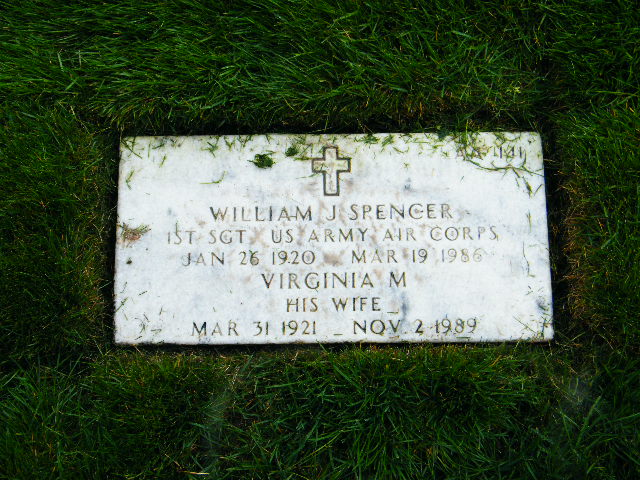 1141
WILLIAM J SPENCER
1ST SGT US ARMY AIR CORPS
JAN 26 1920 MAR 19 1986
VIRGINIA M
HIS WIFE
MAR 31 1921 NOV 2 1989